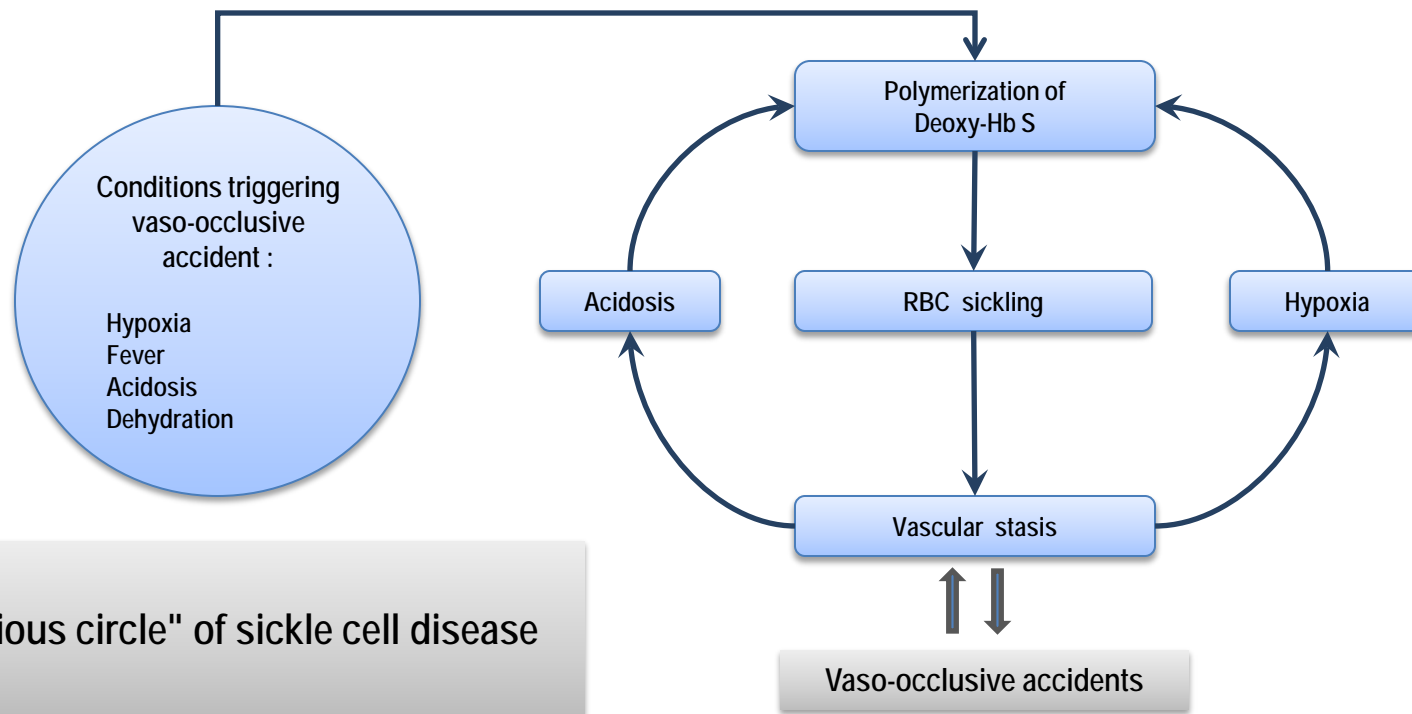 Conditions triggering
vaso-occlusive
accident :
Hypoxia
Fever
Acidosis
Dehydration
Polymerization of
Deoxy-Hb S
Acidosis
RBC sickling
Hypoxia
Vascular stasis
Vaso-occlusive accidents
circle" of sickle cell disease